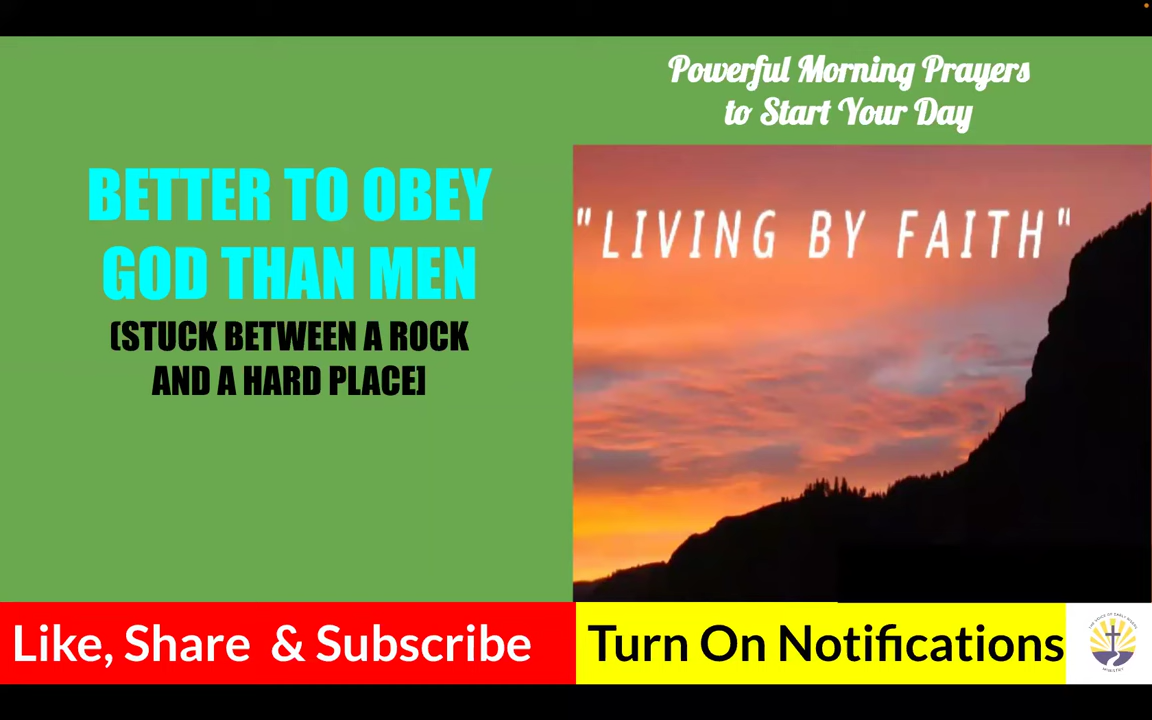 Powerful Morning Prayers
to Start Your Day
BETTER TO OBEY
GOD THAN MEN
(STUCK BETWEEN A ROCK
AND A HARD PLACE]
"LIVING BY FAITH"
Like, Share & Subscribe
Turn On Notifications